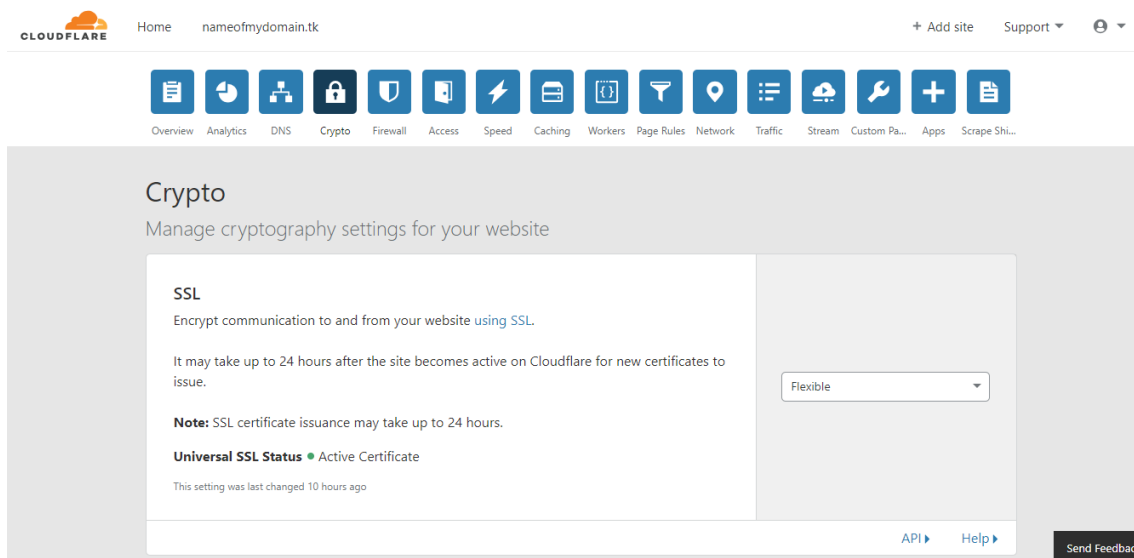 CLOUDFLARE Home nameofmydomain.tk + Add site Support
Overview Analytics DNS Crypto Firewall Access Speed Caching Workers Page Rules Network Traffic Stream Custom Pa... Apps Scrape Shi...
Crypto
Manage cryptography settings for your website
SSL
Encrypt communication to and from your website using SSL.
It may take up to 24 hours after the site becomes active on Cloudflare for new certificates to
issue.
Flexible
Note: SSL certificate issuance may take up to 24 hours.
Universal SSL Status Active Certificate
This setting was last changed 10 hours ago
API Help
Send Feedbac